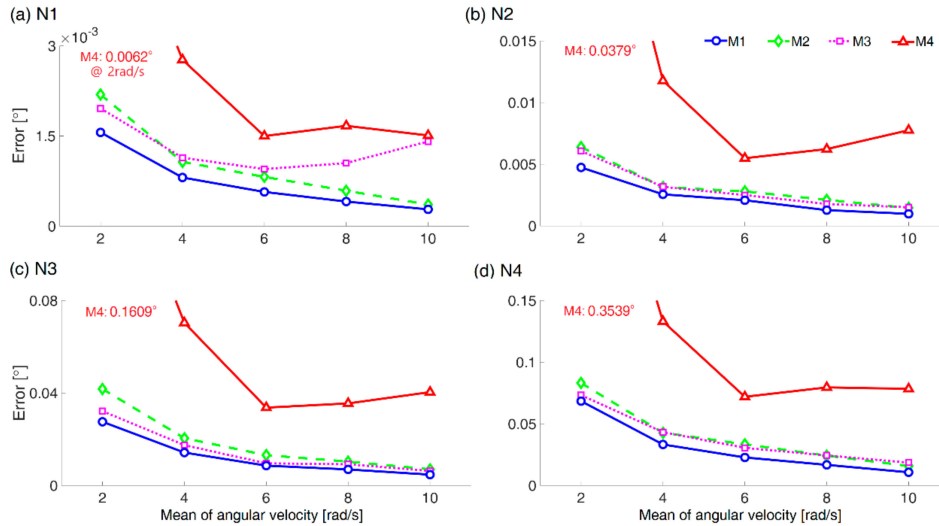 (a) N1
×10⁻³
3
1.5
0
M4: 0.0062°
@ 2rad/s
Error [°]
2 4 6 8 10
(b) N2
0.015
0.01
0.005
0
M4: 0.0379°
M1 M2 M3 M4
2 4 6 8 10
(c) N3
0.08
0.04
0
M4: 0.1609°
Error [°]
2 4 6 8 10
Mean of angular velocity [rad/s]
(d) N4
0.15
0.1
0.05
0
M4: 0.3539°
2 4 6 8 10
Mean of angular velocity [rad/s]